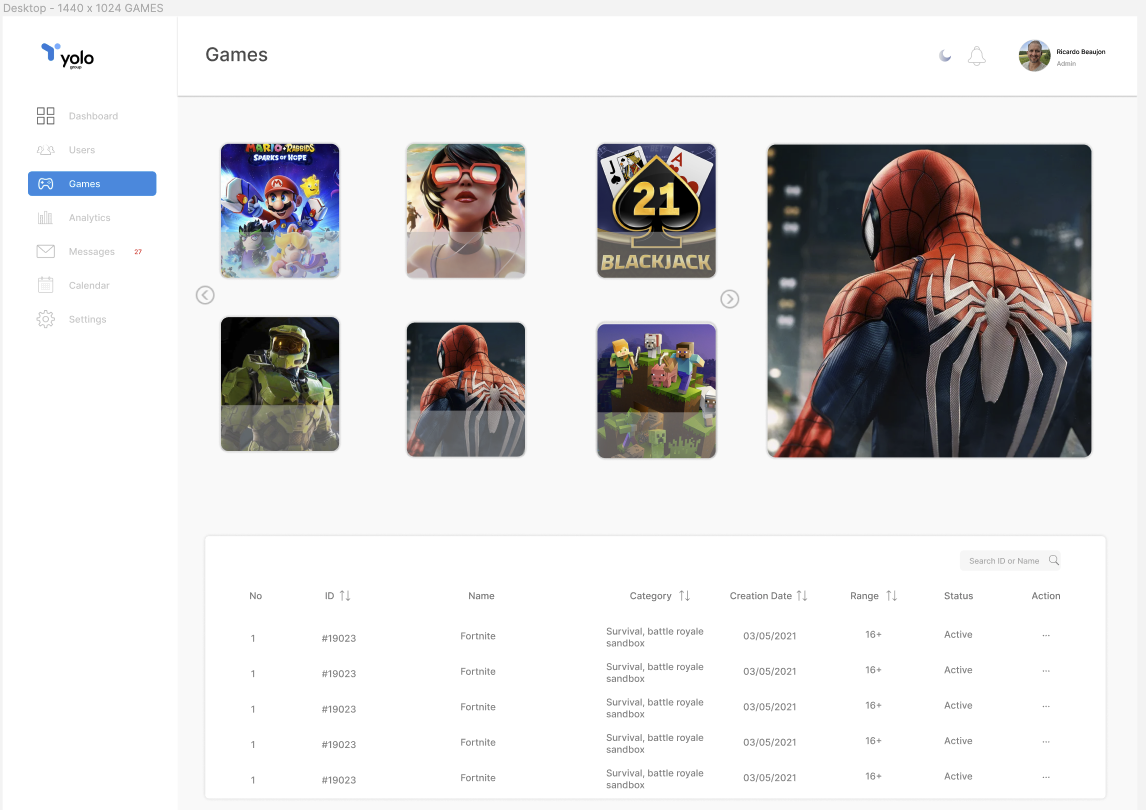 Desktop - 1440 x 1024 GAMES
yolo
group
Games
Ricardo Beaujon
Admin
Dashboard
Users
Games
Analytics
Messages 27
Calendar
Settings
MARIO + RABBIDS
SPARKS OF HOPE
J A
21
BLACKJACK
Search ID or Name
No ID Name Category Creation Date Range Status Action
1 #19023 Fortnite Survival, battle royale sandbox 03/05/2021 16+ Active ...
1 #19023 Fortnite Survival, battle royale sandbox 03/05/2021 16+ Active ...
1 #19023 Fortnite Survival, battle royale sandbox 03/05/2021 16+ Active ...
1 #19023 Fortnite Survival, battle royale sandbox 03/05/2021 16+ Active ...
1 #19023 Fortnite Survival, battle royale sandbox 03/05/2021 16+ Active ...